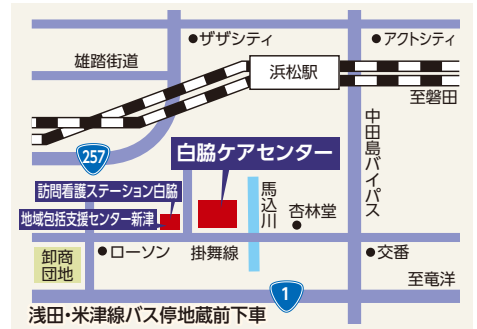 ザザシティ
アクトシティ
雄踏街道
浜松駅
至磐田
中田島バイパス
257
白脇ケアセンター
訪問看護ステーション白脇
地域包括支援センター新津
馬込川
杏林堂
ローソン
掛舞線
交番
卸商
団地
至竜洋
1
浅田・米津線バス停地蔵前下車